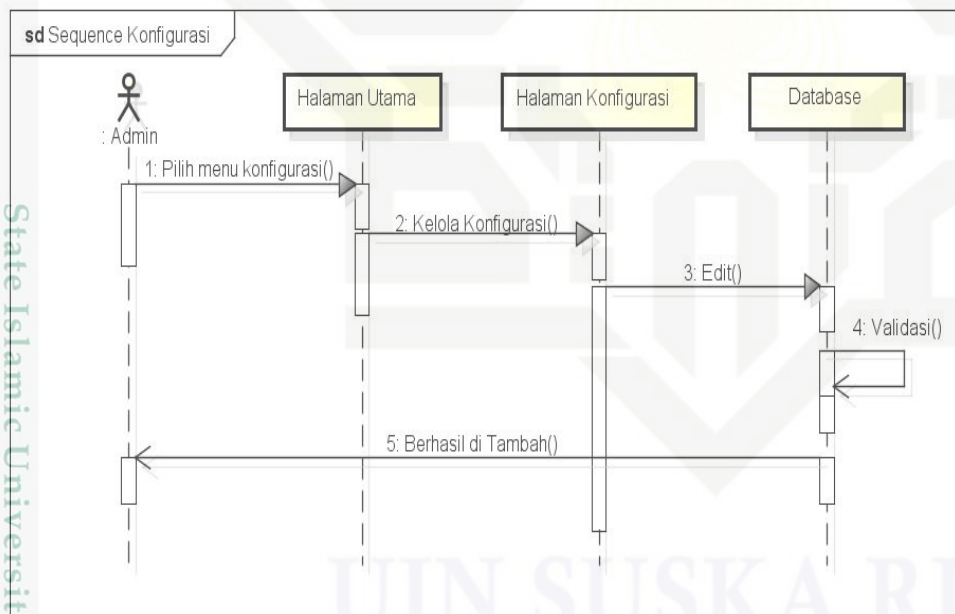 sd Sequence Konfigurasi
: Admin
Halaman Utama
Halaman Konfigurasi
Database
1: Pilih menu konfigurasi()
2: Kelola Konfigurasi()
3: Edit()
4: Validasi()
5: Berhasil di Tambah()
State Islamic Universit
UIN SUSKA RI